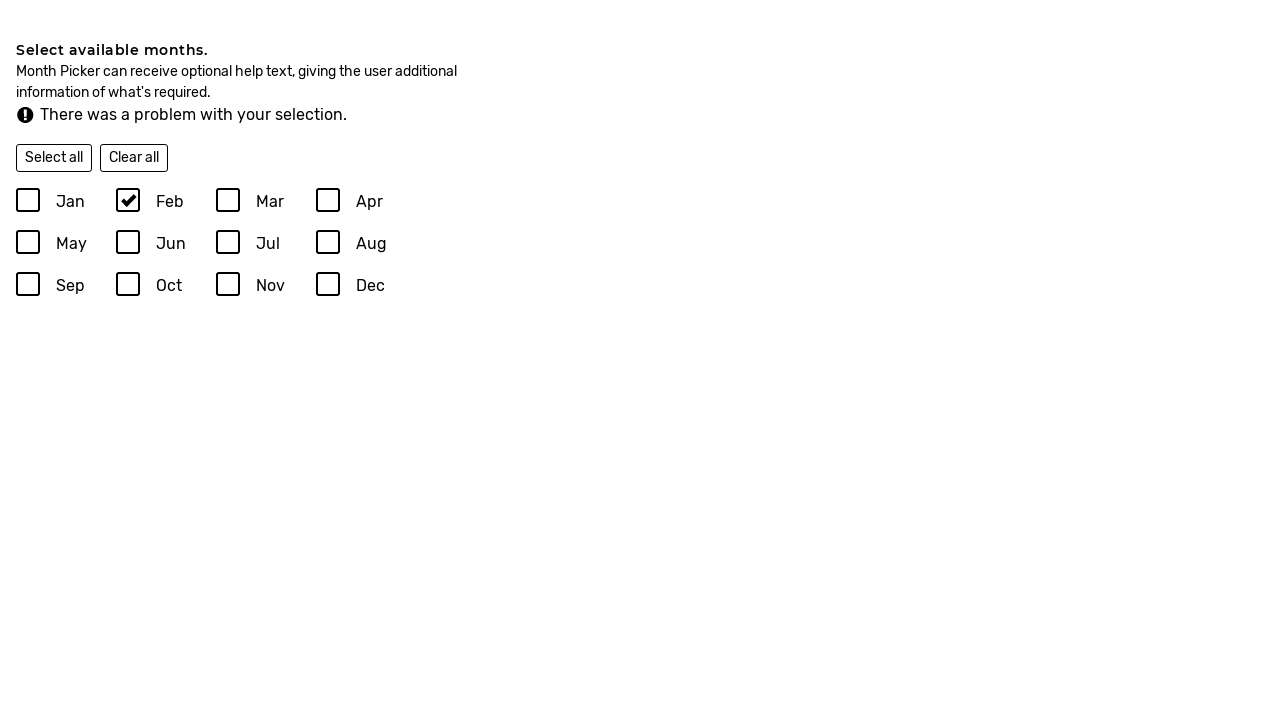 Select available months.
Month Picker can receive optional help text, giving the user additional
information of what's required.
There was a problem with your selection.
Select all Clear all
Jan Feb Mar Apr
May Jun Jul Aug
Sep Oct Nov Dec